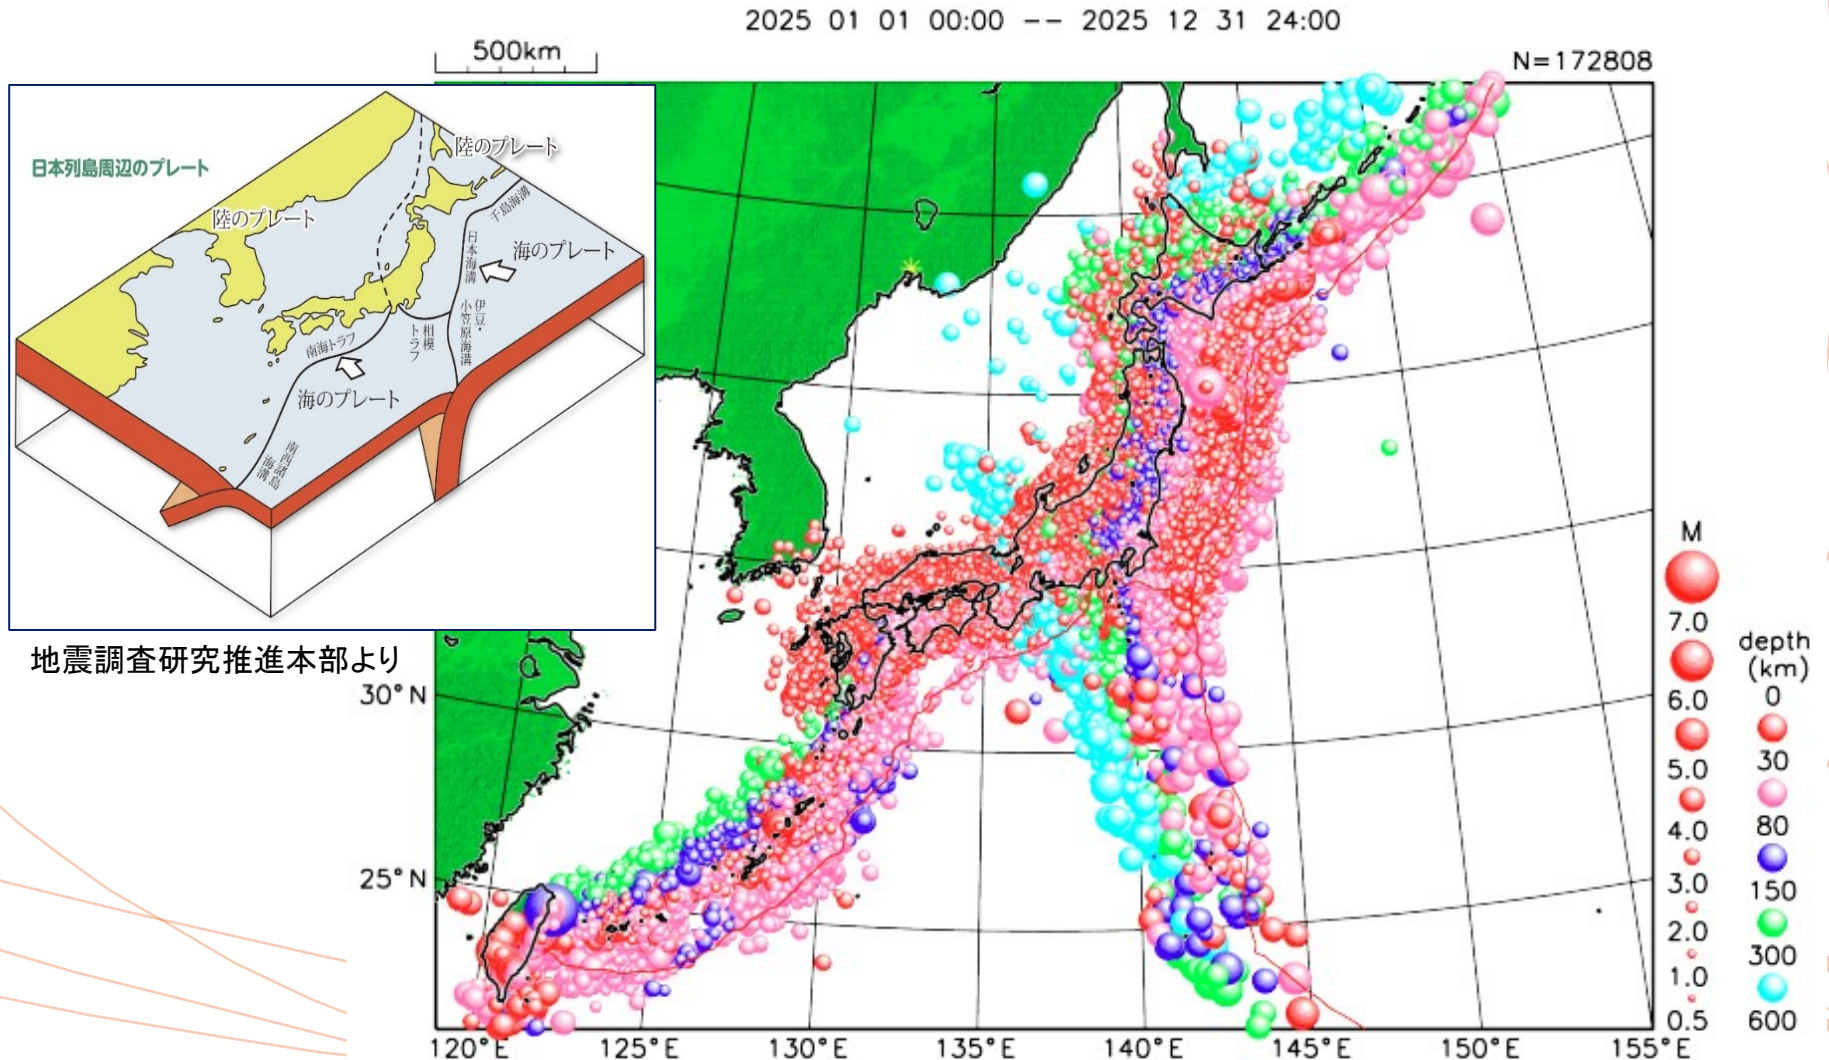 2025 01 01 00:00 -- 2025 12 31 24:00
500km
N=172808
日本列島周辺のプレート
陸のプレート
陸のプレート
千島海溝
日本海溝
海のプレート
伊豆・
小笠原海溝
相模
トラフ
南海トラフ
海のプレート
南西諸島
海溝
地震調査研究推進本部より
30°N
25°N
120°E
125°E
130°E
135°E
140°E
145°E
150°E
155°E
M
7.0
6.0
5.0
4.0
3.0
2.0
1.0
0.5
depth
(km)
0
30
80
150
300
600